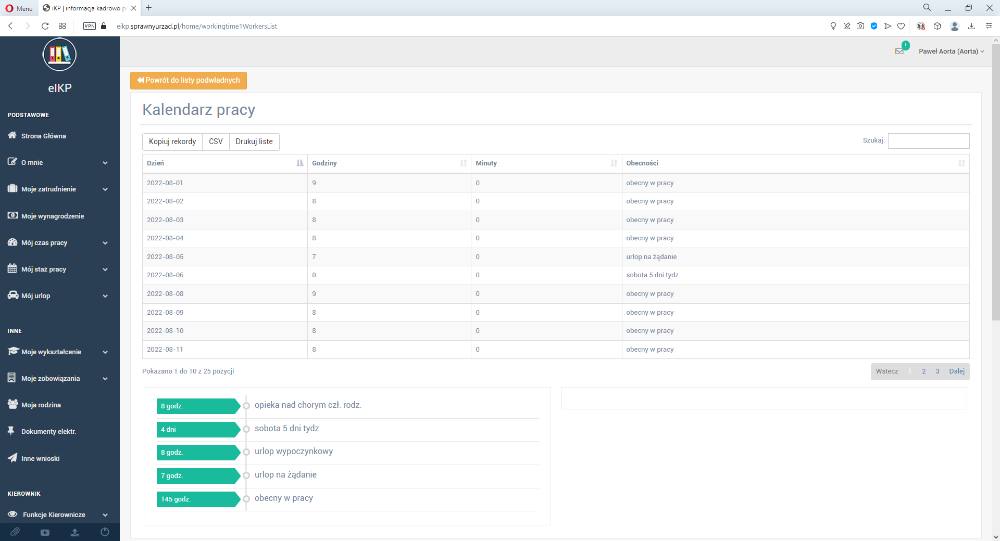 Menu
iKP | informacja kadrowo p
VPN
eikp.sprawnyurzad.pl/home/workingtime1WorkersList
eIKP
PODSTAWOWE
Strona Główna
O mnie
Moje zatrudnienie
Moje wynagrodzenie
Mój czas pracy
Mój staż pracy
Mój urlop
INNE
Moje wykształcenie
Moje zobowiązania
Moja rodzina
Dokumenty elektr.
Inne wnioski
KIEROWNIK
Funkcje Kierownicze
!
Paweł Aorta (Aorta)
Powrót do listy podwładnych
Kalendarz pracy
Kopiuj rekordy CSV Drukuj liste
Szukaj:
Dzień Godziny Minuty Obecności
2022-08-01 9 0 obecny w pracy
2022-08-02 8 0 obecny w pracy
2022-08-03 8 0 obecny w pracy
2022-08-04 8 0 obecny w pracy
2022-08-05 7 0 urlop na żądanie
2022-08-06 0 0 sobota 5 dni tydz.
2022-08-08 9 0 obecny w pracy
2022-08-09 8 0 obecny w pracy
2022-08-10 8 0 obecny w pracy
2022-08-11 8 0 obecny w pracy
Pokazano 1 do 10 z 25 pozycji
Wstecz 1 2 3 Dalej
8 godz. opieka nad chorym czł. rodz.
4 dni sobota 5 dni tydz.
8 godz. urlop wypoczynkowy
7 godz. urlop na żądanie
145 godz. obecny w pracy